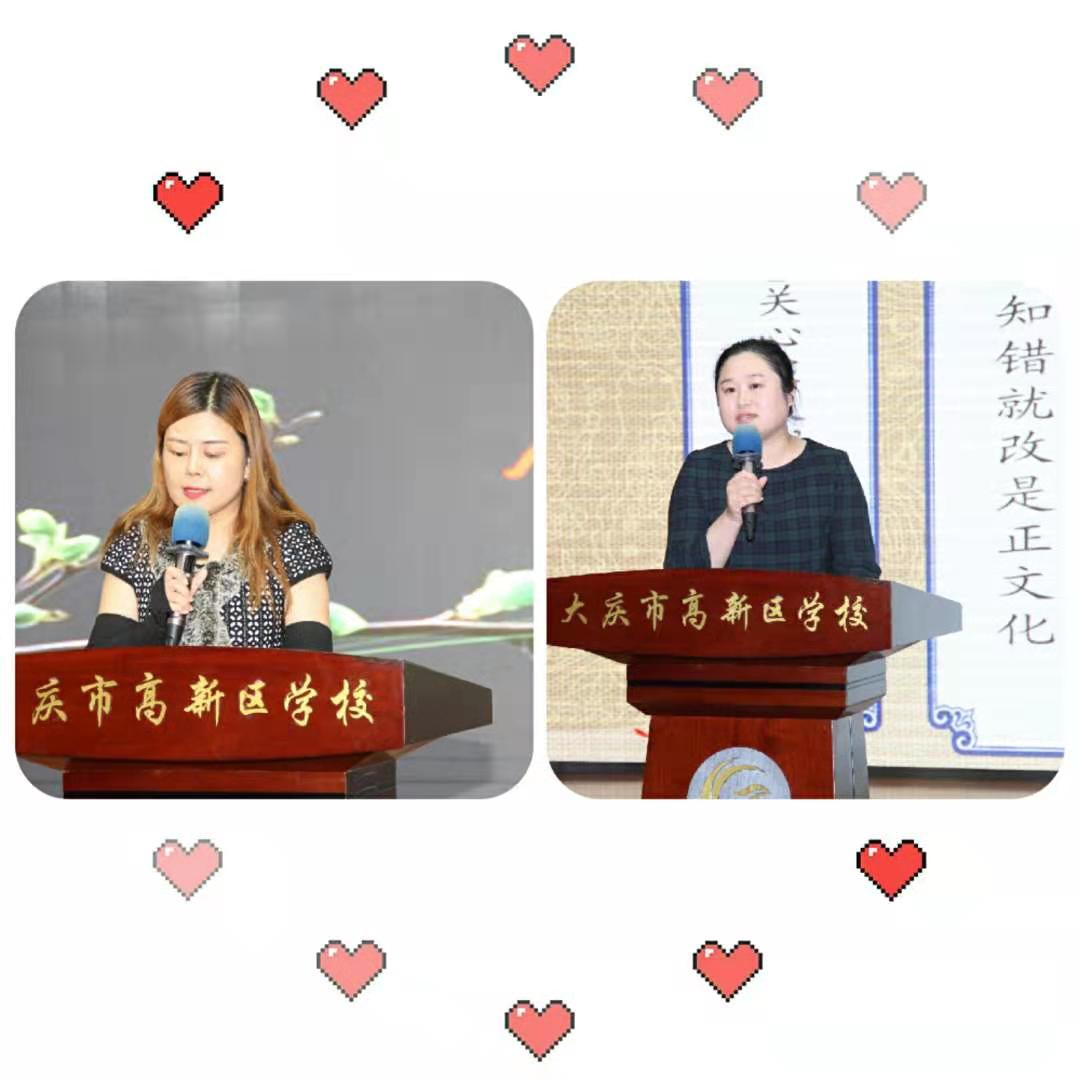 庆市高新区学校
关心
知错就改是正文化
大庆市高新区学校